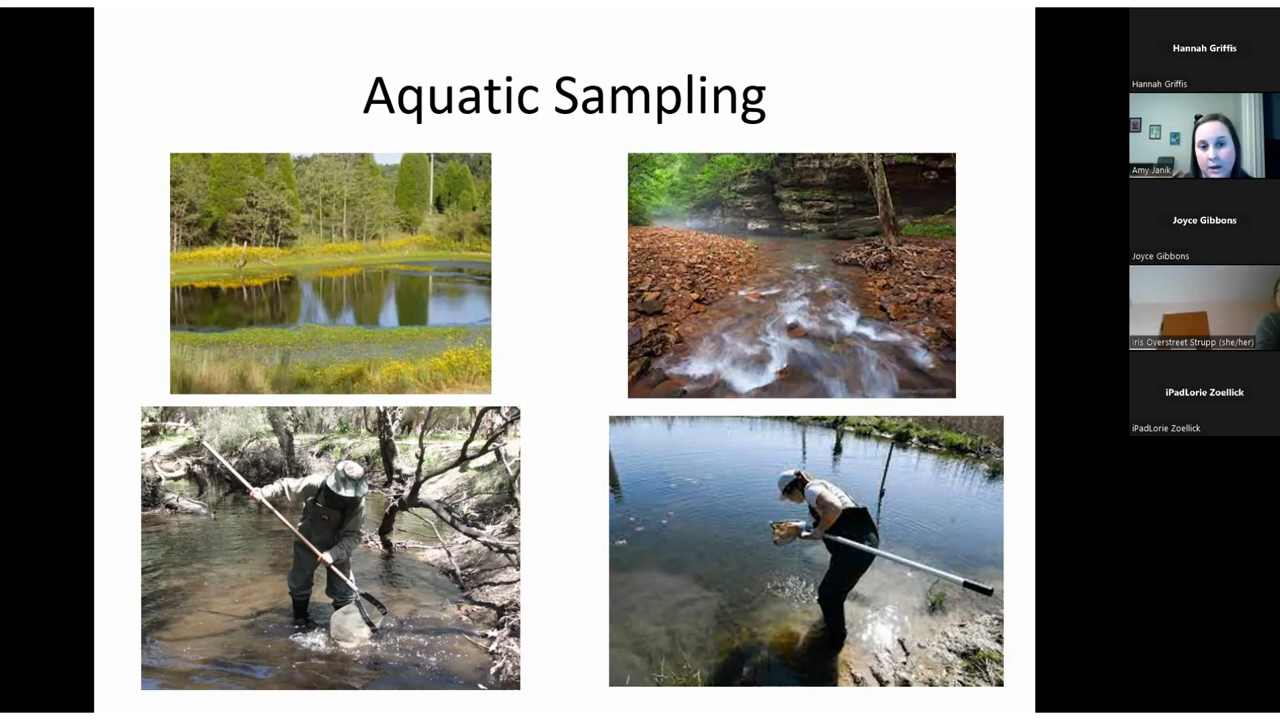 Aquatic Sampling
Hannah Griffis
Hannah Griffis
Amy Janik
Joyce Gibbons
Joyce Gibbons
Iris Overstreet Strupp (she/her)
iPadLorie Zoellick
iPadLorie Zoellick